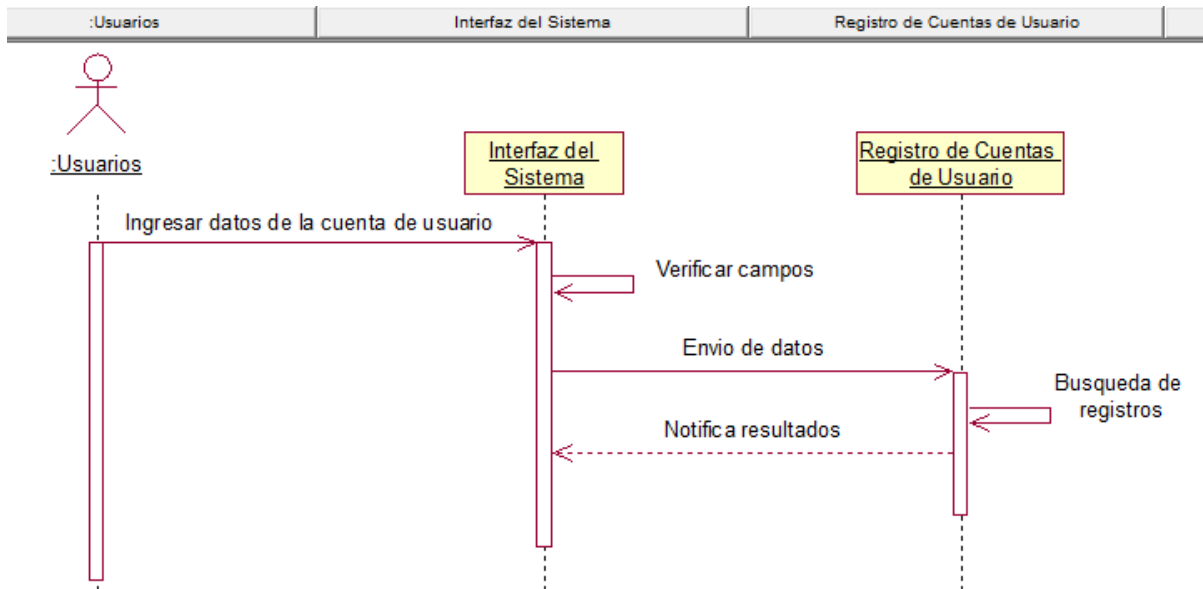 :Usuarios
Interfaz del Sistema
Registro de Cuentas de Usuario
:Usuarios
Interfaz del
Sistema
Registro de Cuentas
de Usuario
Ingresar datos de la cuenta de usuario
Verificar campos
Envio de datos
Busqueda de
registros
Notifica resultados